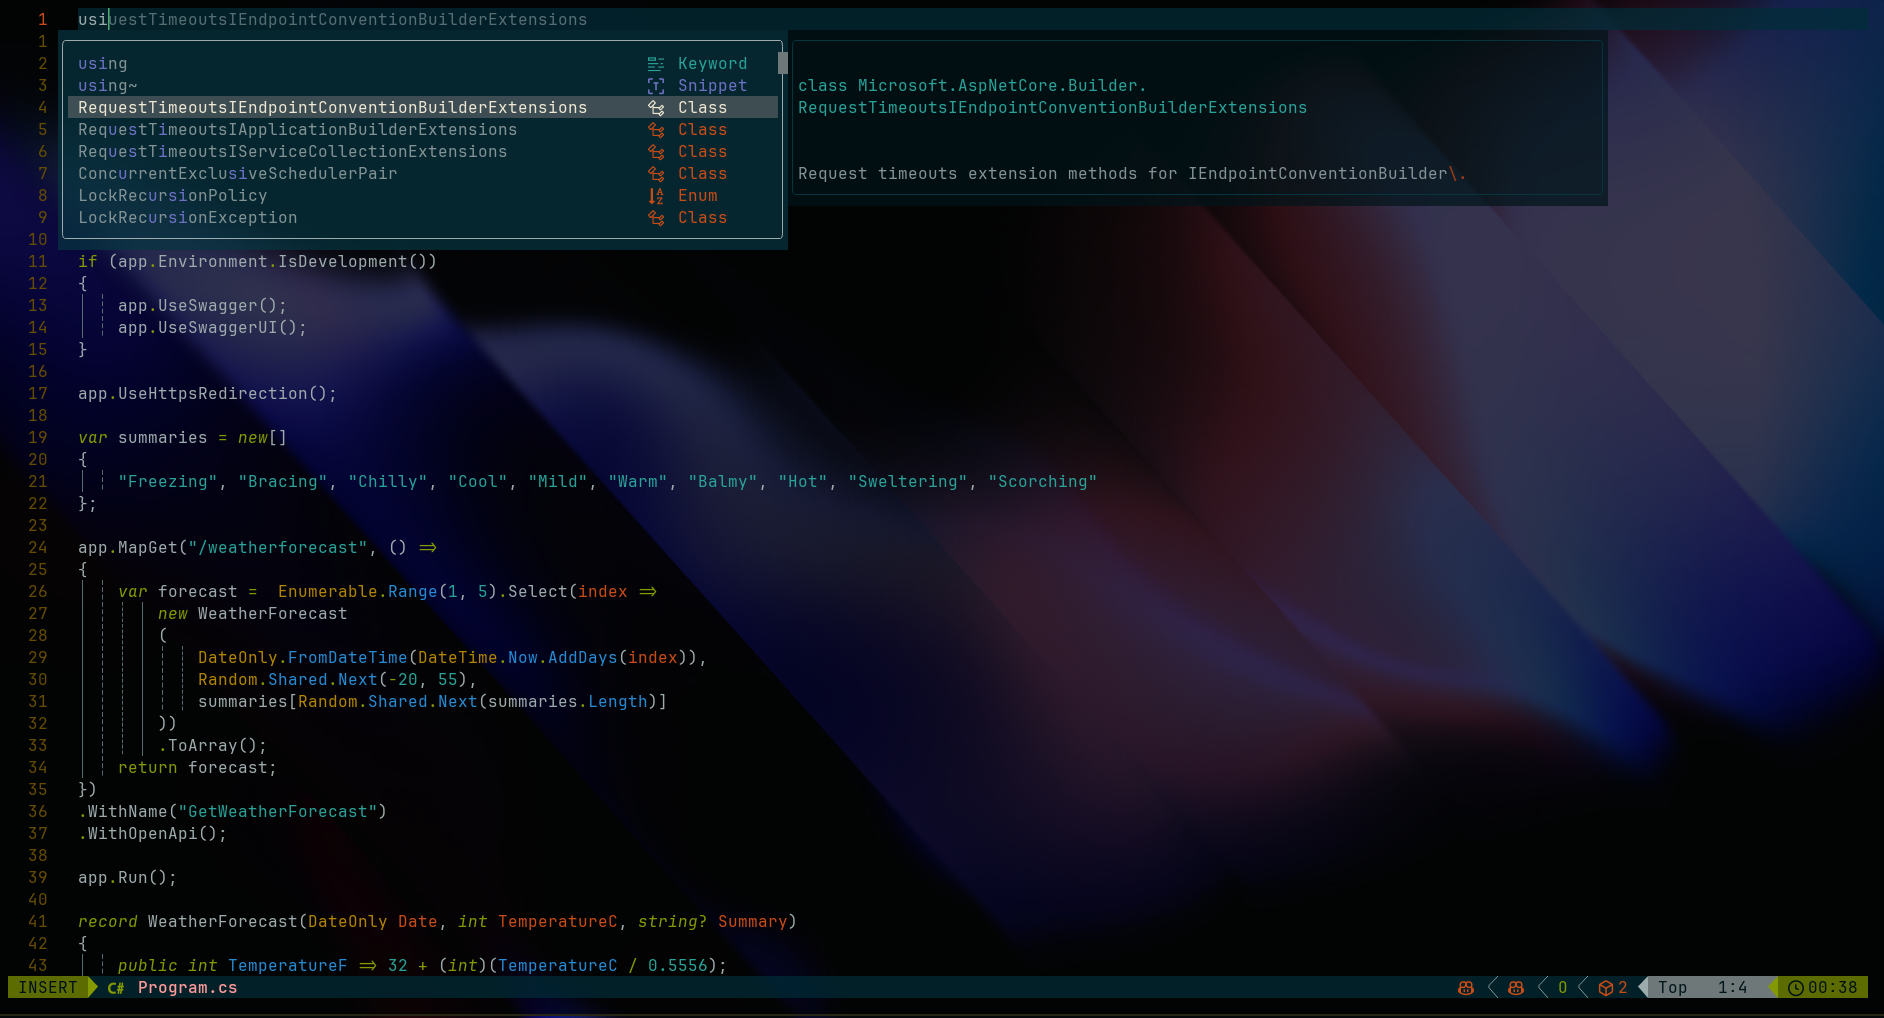 1 usiuestTimeoutsIEndpointConventionBuilderExtensions
1
2 using Keyword
3 using~ Snippet class Microsoft.AspNetCore.Builder.
4 RequestTimeoutsIEndpointConventionBuilderExtensions Class RequestTimeoutsIEndpointConventionBuilderExtensions
5 RequestTimeoutsIApplicationBuilderExtensions Class
6 RequestTimeoutsIServiceCollectionExtensions Class
7 ConcurrentExclusiveSchedulerPair Class Request timeouts extension methods for IEndpointConventionBuilder\.
8 LockRecursionPolicy Enum
9 LockRecursionException Class
10
11 if (app.Environment.IsDevelopment())
12 {
13 app.UseSwagger();
14 app.UseSwaggerUI();
15 }
16
17 app.UseHttpsRedirection();
18
19 var summaries = new[]
20 {
21 "Freezing", "Bracing", "Chilly", "Cool", "Mild", "Warm", "Balmy", "Hot", "Sweltering", "Scorching"
22 };
23
24 app.MapGet("/weatherforecast", () =>
25 {
26 var forecast =  Enumerable.Range(1, 5).Select(index =>
27 new WeatherForecast
28 (
29 DateOnly.FromDateTime(DateTime.Now.AddDays(index)),
30 Random.Shared.Next(-20, 55),
31 summaries[Random.Shared.Next(summaries.Length)]
32 ))
33 .ToArray();
34 return forecast;
35 })
36 .WithName("GetWeatherForecast")
37 .WithOpenApi();
38
39 app.Run();
40
41 record WeatherForecast(DateOnly Date, int TemperatureC, string? Summary)
42 {
43 public int TemperatureF => 32 + (int)(TemperatureC / 0.5556);
INSERT C# Program.cs 0 2 Top 1:4 00:38